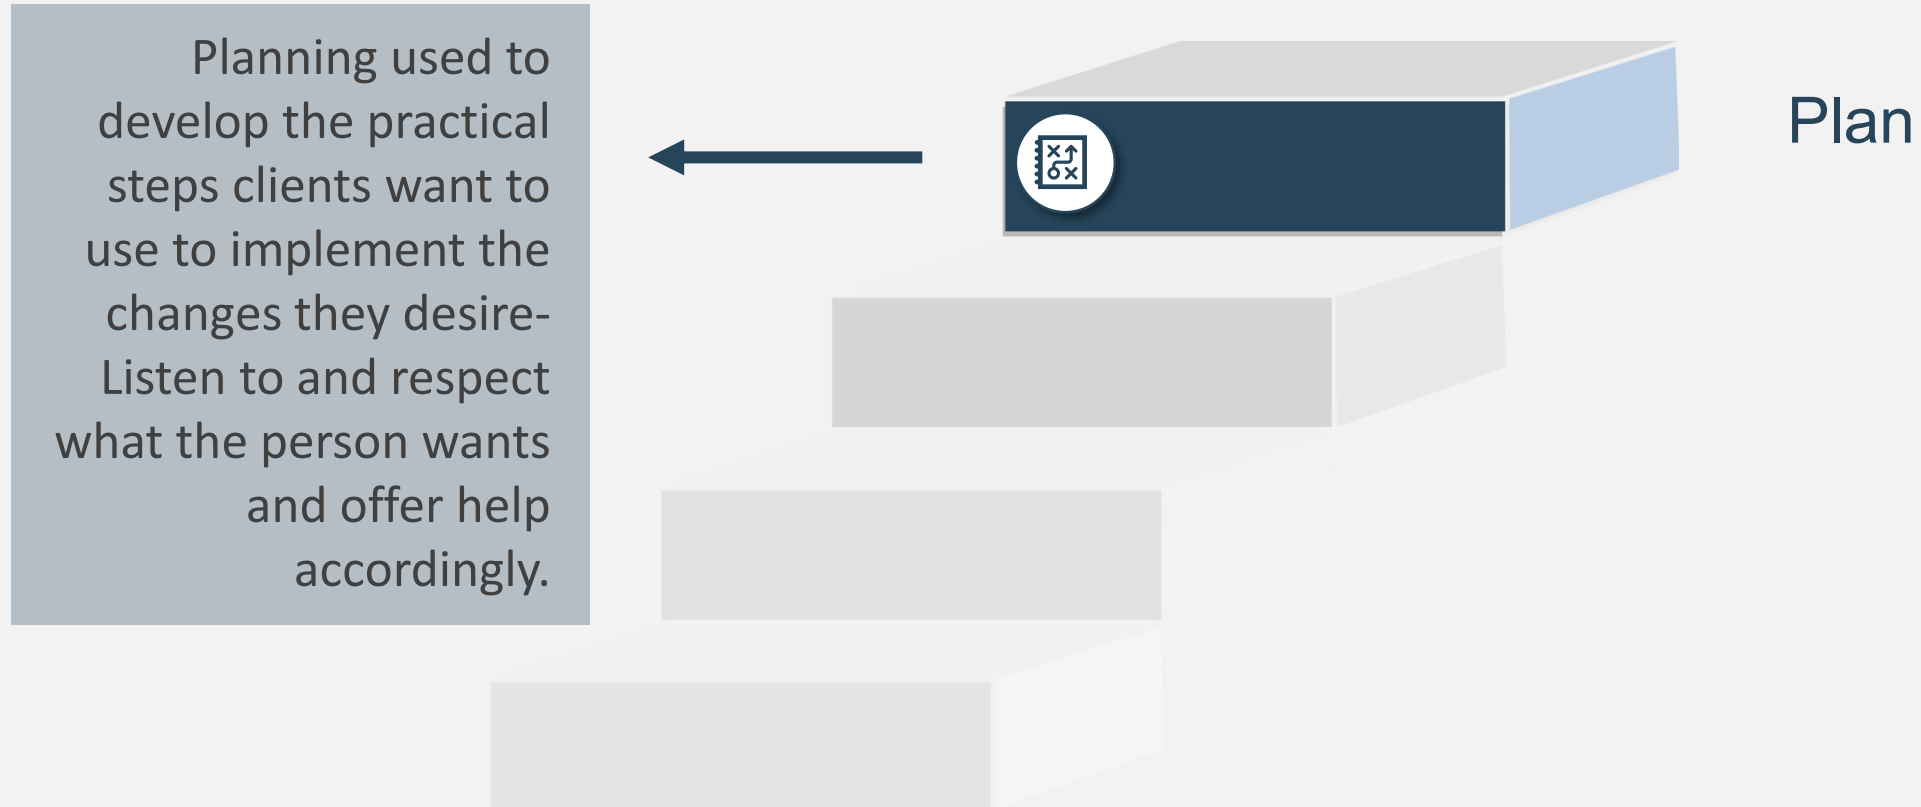 Planning used to
develop the practical
steps clients want to
use to implement the
changes they desire-
Listen to and respect
what the person wants
and offer help
accordingly.
Plan